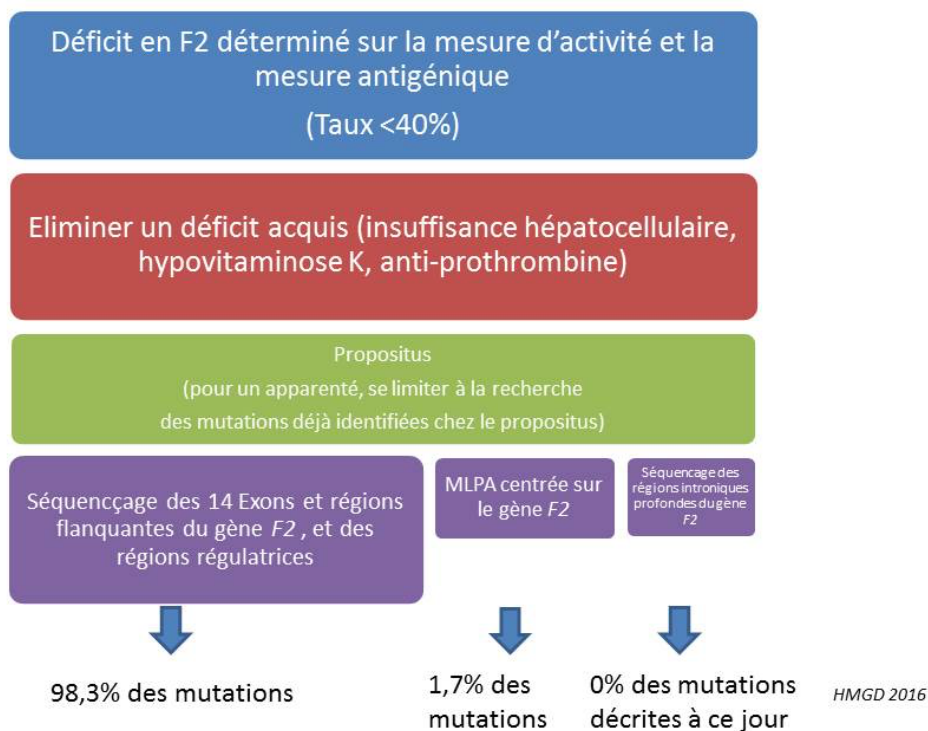 Déficit en F2 déterminé sur la mesure d'activité et la
mesure antigénique
(Taux <40%)
Eliminer un déficit acquis (insuffisance hépatocellulaire,
hypovitaminose K, anti-prothrombine)
Propositus
(pour un apparenté, se limiter à la recherche
des mutations déjà identifiées chez le propositus)
Séquencçage des 14 Exons et régions
flanquantes du gène F2 , et des
régions régulatrices
MLPA centrée sur
le gène F2
Séquencage des
régions introniques
profondes du gène
F2
98,3% des mutations
1,7% des
mutations
0% des mutations
décrites à ce jour
HMGD 2016